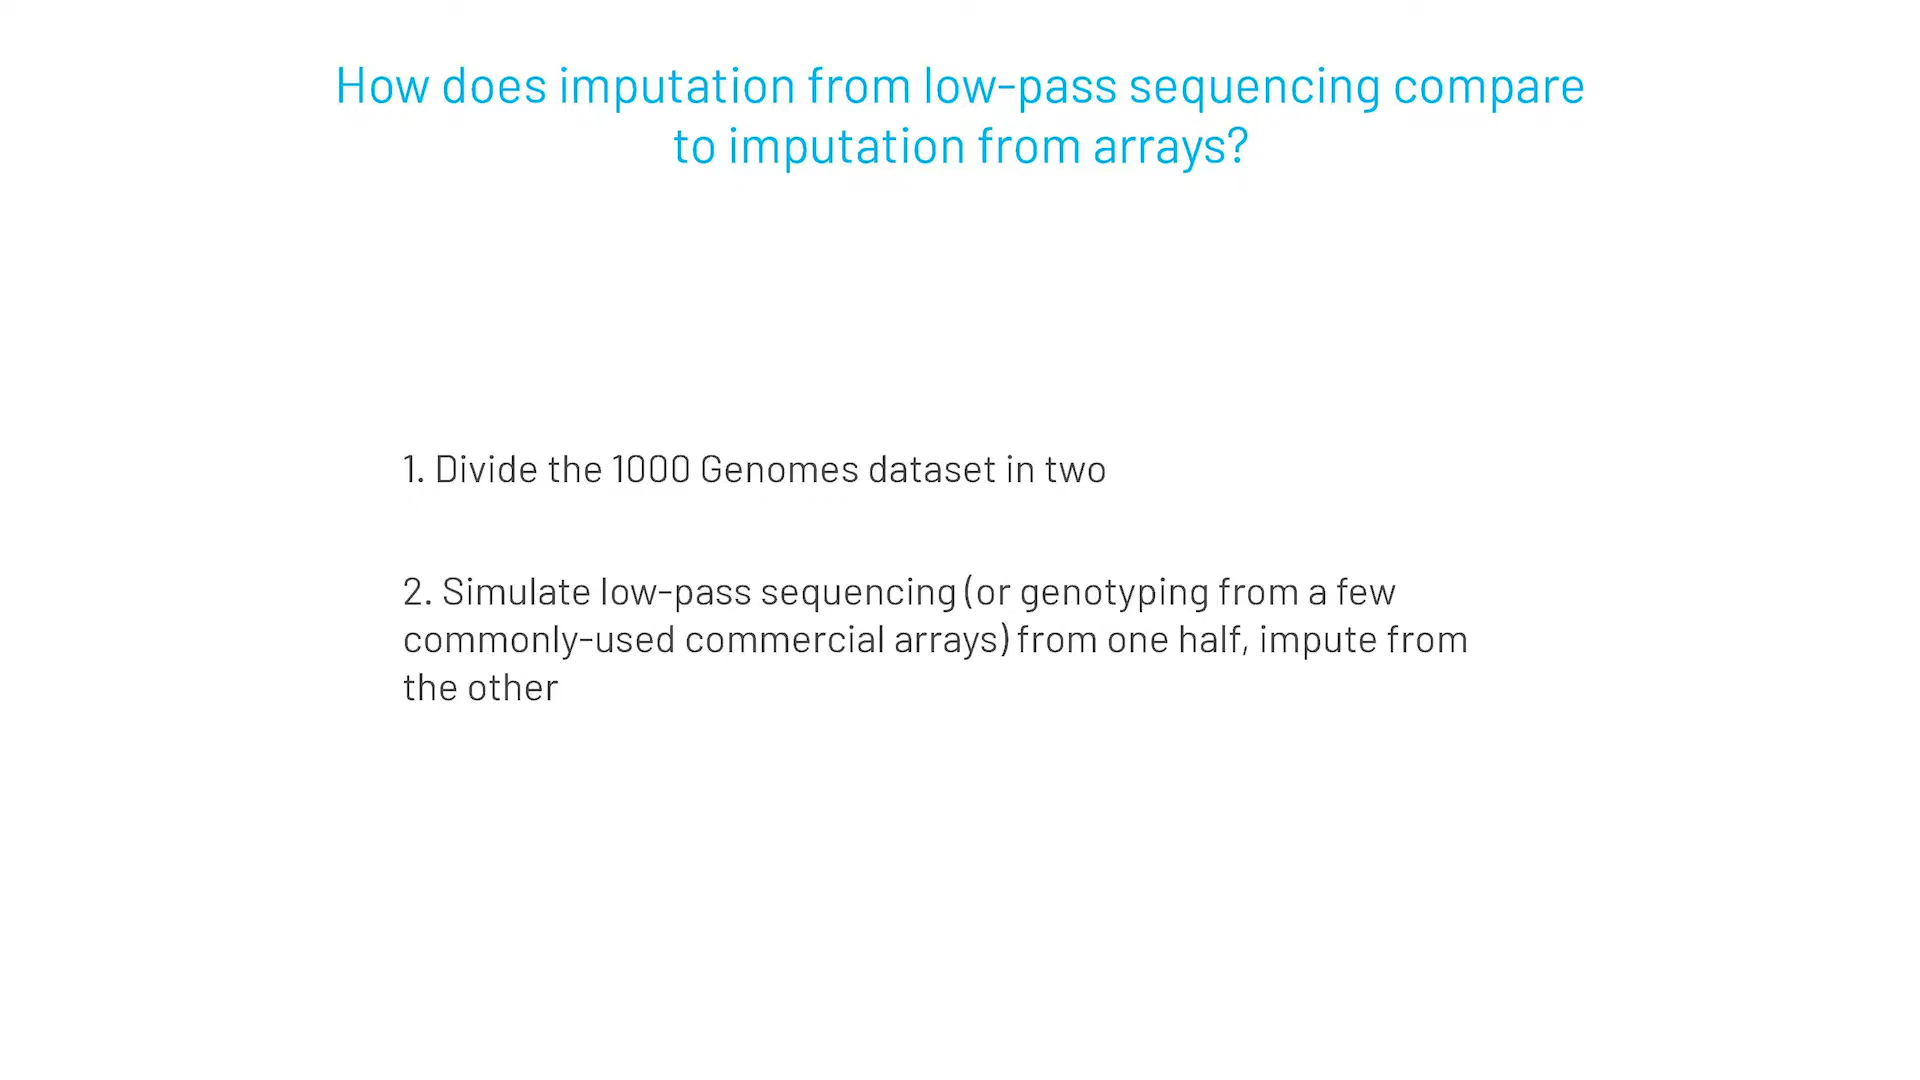 How does imputation from low-pass sequencing compare
to imputation from arrays?
1. Divide the 1000 Genomes dataset in two
2. Simulate low-pass sequencing (or genotyping from a few
commonly-used commercial arrays) from one half, impute from
the other